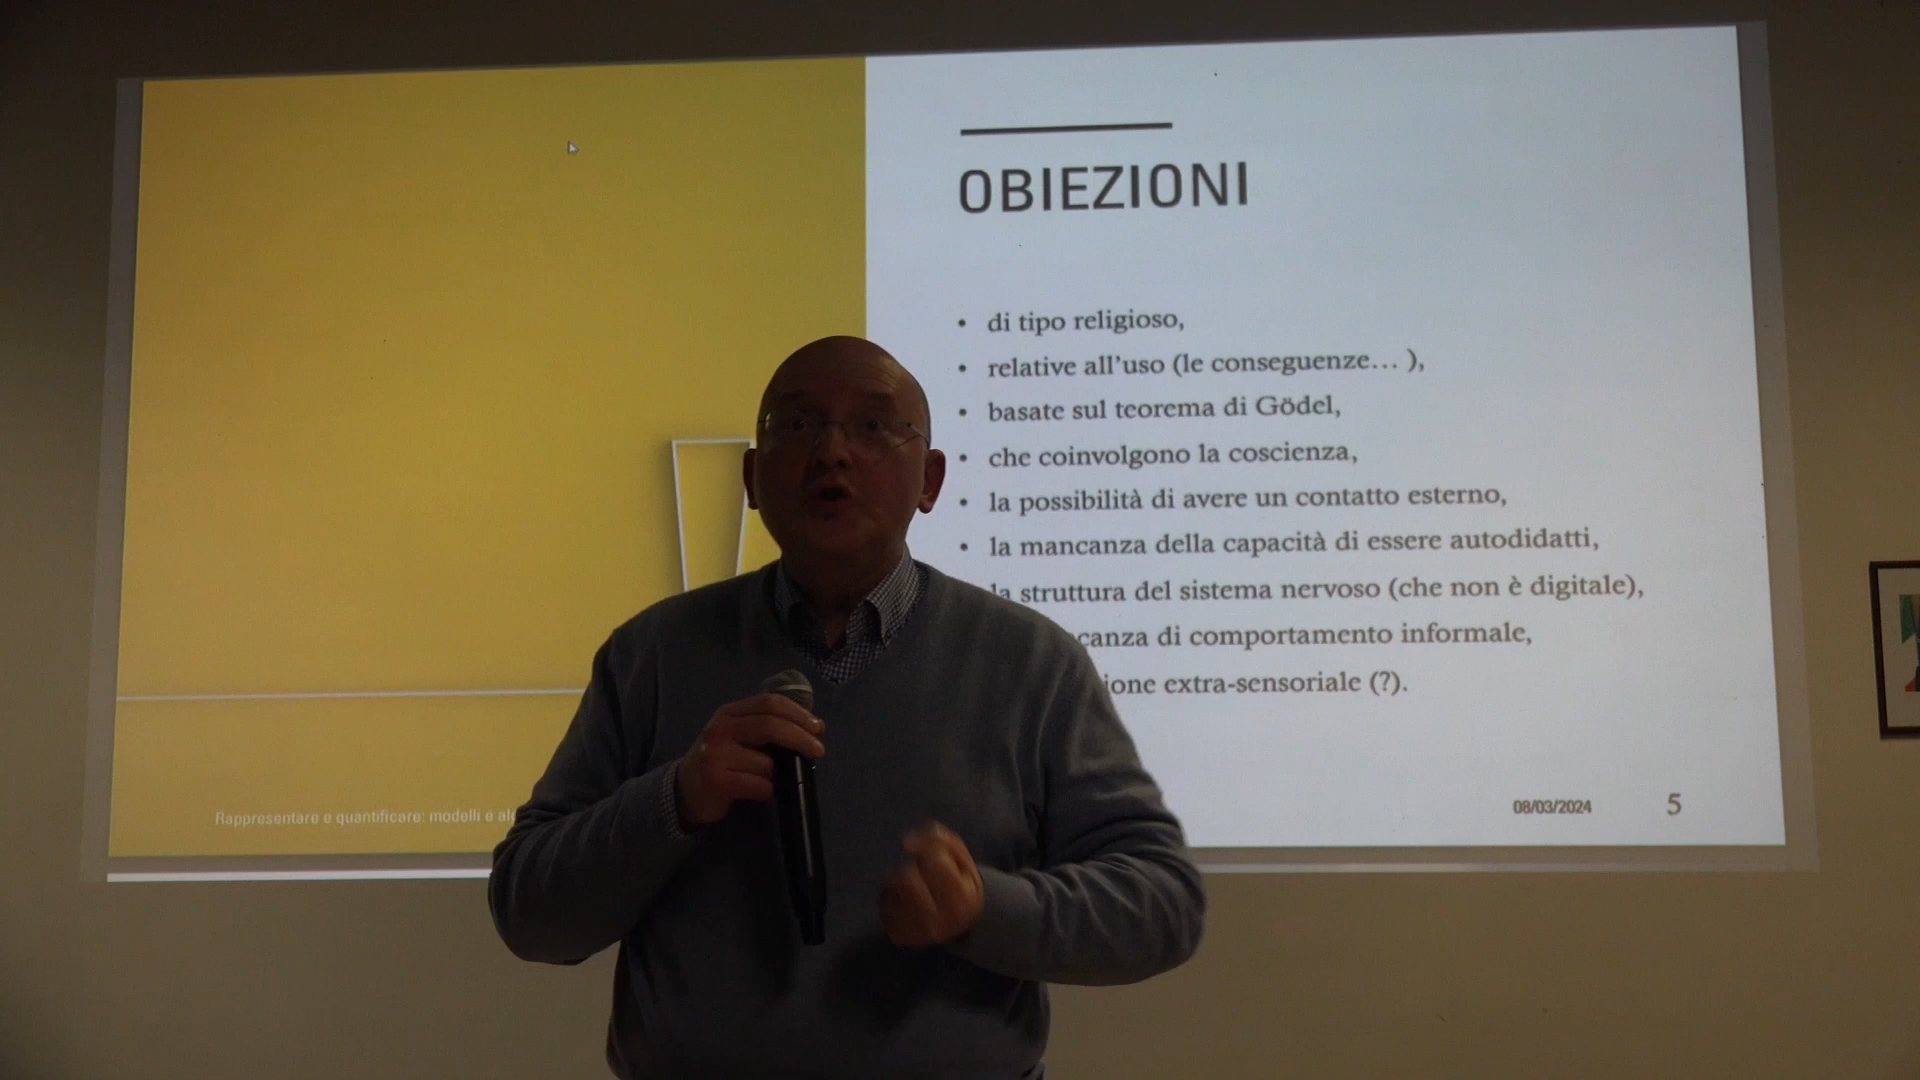 OBIEZIONI
• di tipo religioso,
• relative all'uso (le conseguenze... ),
• basate sul teorema di Gödel,
• che coinvolgono la coscienza,
• la possibilità di avere un contatto esterno,
• la mancanza della capacità di essere autodidatti,
la struttura del sistema nervoso (che non è digitale),
di comportamento informale,
extra-sensoriale (?).
Rappresentare e quantificare: modelli e
08/03/2024
5